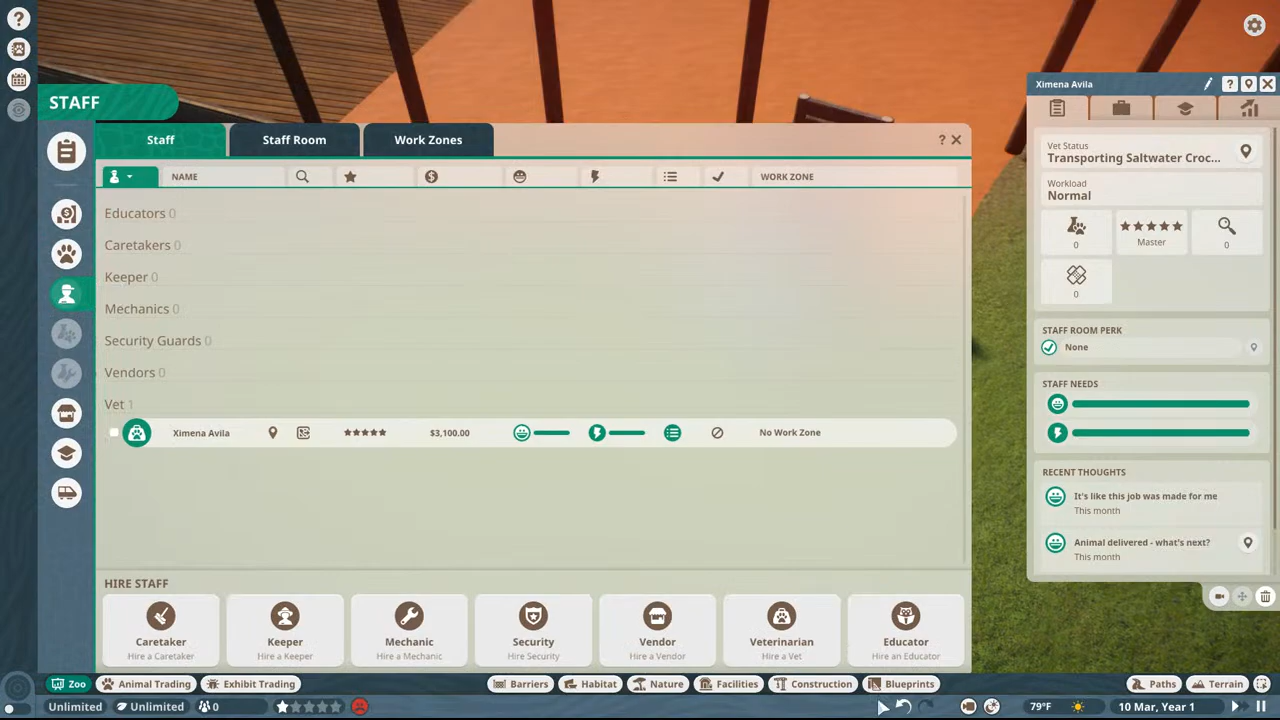 STAFF
Staff
Staff Room
Work Zones
NAME
WORK ZONE
Educators 0
Caretakers 0
Keeper 0
Mechanics 0
Security Guards 0
Vendors 0
Vet 1
Ximena Avila
$3,100.00
No Work Zone
HIRE STAFF
Caretaker
Hire a Caretaker
Keeper
Hire a Keeper
Mechanic
Hire a Mechanic
Security
Hire Security
Vendor
Hire a Vendor
Veterinarian
Hire a Vet
Educator
Hire an Educator
Ximena Avila
Vet Status
Transporting Saltwater Croc...
Workload
Normal
0
Master
0
0
STAFF ROOM PERK
None
STAFF NEEDS
RECENT THOUGHTS
It's like this job was made for me
This month
Animal delivered - what's next?
This month
Zoo
Animal Trading
Exhibit Trading
Barriers
Habitat
Nature
Facilities
Construction
Blueprints
Paths
Terrain
Unlimited
Unlimited
0
79°F
10 Mar, Year 1